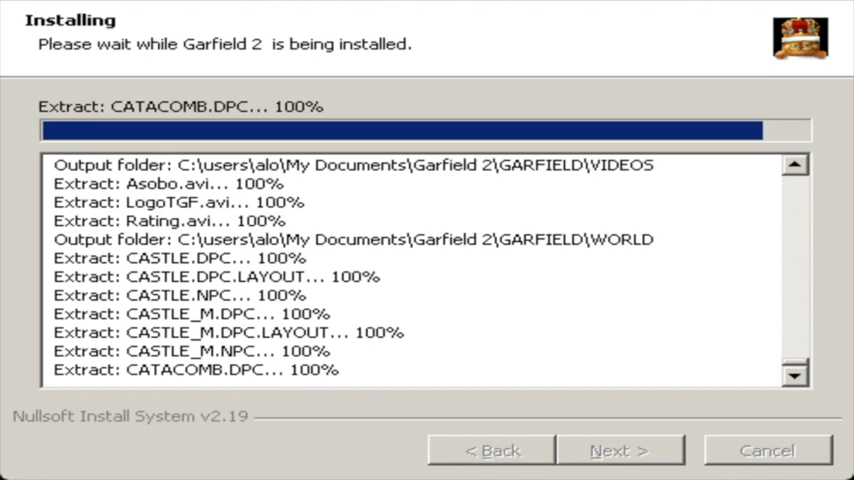 Installing
Please wait while Garfield 2 is being installed.
Extract: CATACOMB.DPC... 100%
Output folder: C:\users\alo\My Documents\Garfield 2\GARFIELD\VIDEOS
Extract: Asobo.avi... 100%
Extract: LogoTGF.avi... 100%
Extract: Rating.avi... 100%
Output folder: C:\users\alo\My Documents\Garfield 2\GARFIELD\WORLD
Extract: CASTLE.DPC... 100%
Extract: CASTLE.DPC.LAYOUT... 100%
Extract: CASTLE.NPC... 100%
Extract: CASTLE_M.DPC... 100%
Extract: CASTLE_M.DPC.LAYOUT... 100%
Extract: CASTLE_M.NPC... 100%
Extract: CATACOMB.DPC... 100%
Nullsoft Install System v2.19
< Back Next > Cancel